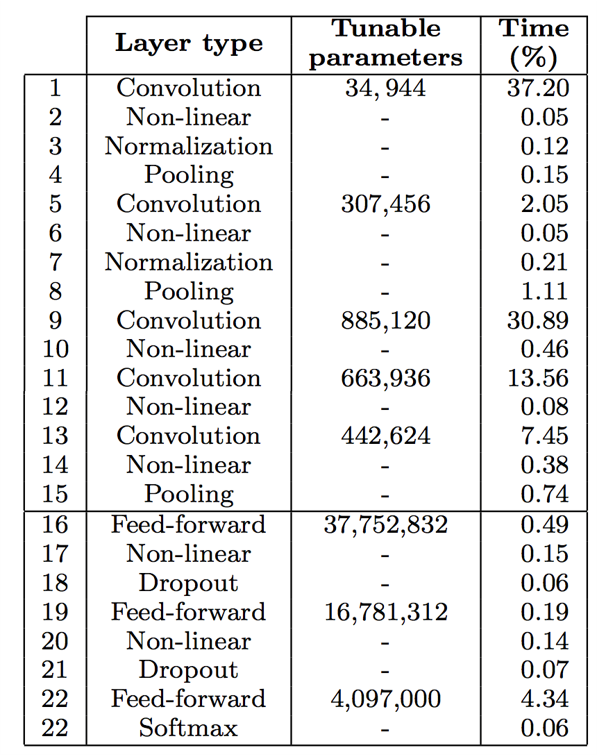 Layer type Tunable parameters Time (%)
1 Convolution 34, 944 37.20
2 Non-linear - 0.05
3 Normalization - 0.12
4 Pooling - 0.15
5 Convolution 307,456 2.05
6 Non-linear - 0.05
7 Normalization - 0.21
8 Pooling - 1.11
9 Convolution 885,120 30.89
10 Non-linear - 0.46
11 Convolution 663,936 13.56
12 Non-linear - 0.08
13 Convolution 442,624 7.45
14 Non-linear - 0.38
15 Pooling - 0.74
16 Feed-forward 37,752,832 0.49
17 Non-linear - 0.15
18 Dropout - 0.06
19 Feed-forward 16,781,312 0.19
20 Non-linear - 0.14
21 Dropout - 0.07
22 Feed-forward 4,097,000 4.34
22 Softmax - 0.06